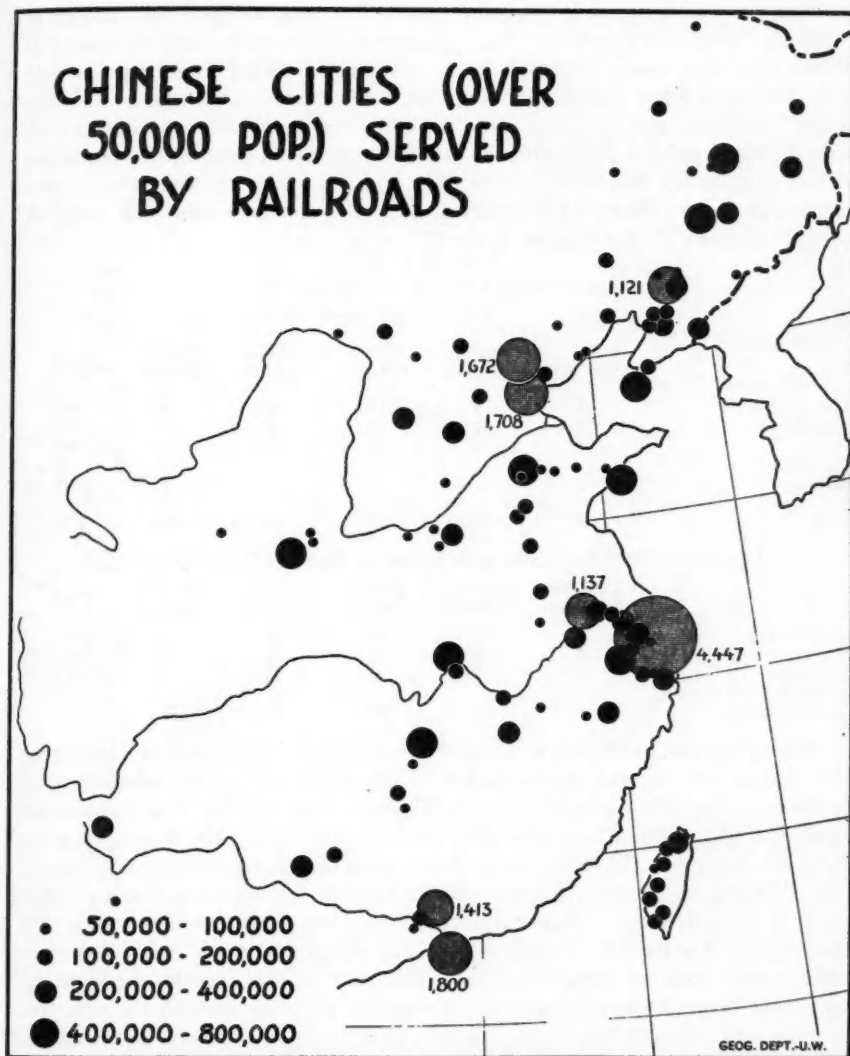 CHINESE CITIES (OVER
50,000 POP.) SERVED
BY RAILROADS
1,121
1,672
1,708
1,137
4,447
1,413
1,800
50,000 - 100,000
100,000 - 200,000
200,000 - 400,000
400,000 - 800,000
GEOG. DEPT.-U.W.